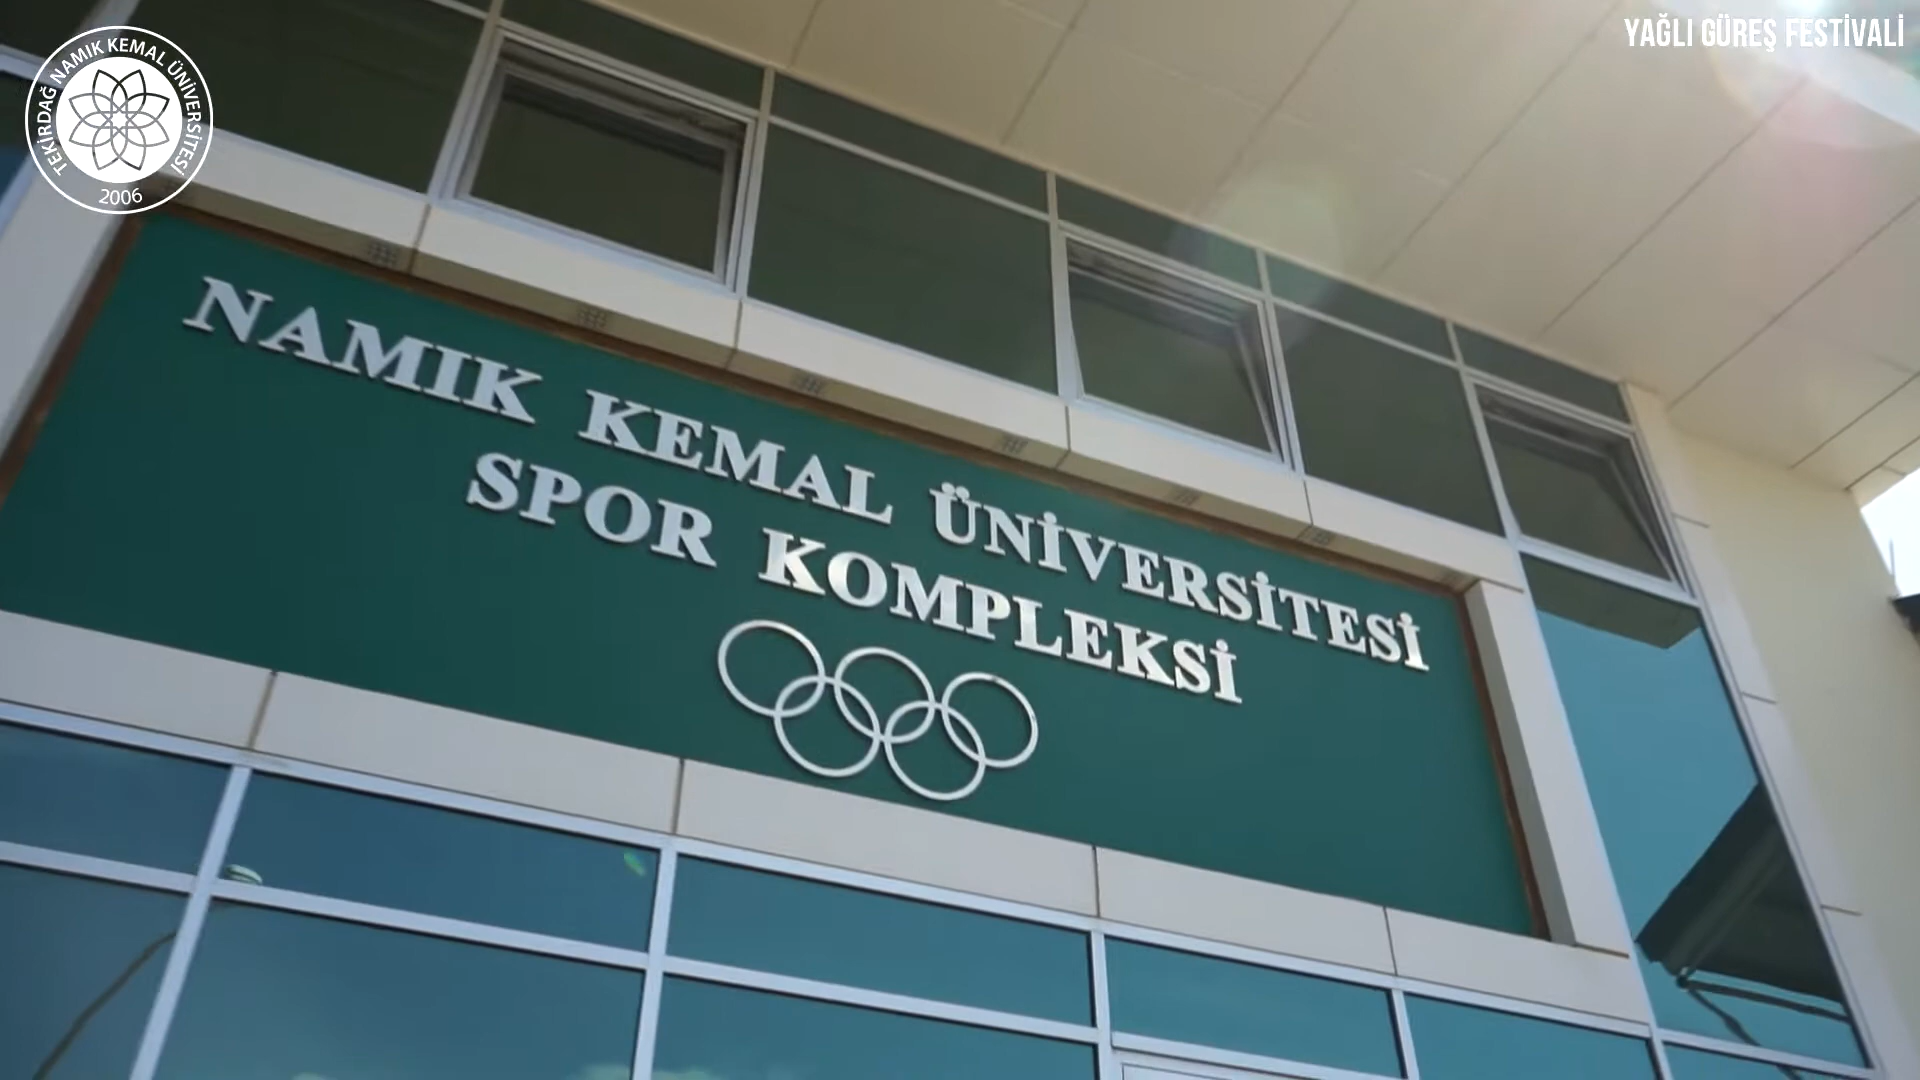 TEKİRDAĞ NAMIK KEMAL ÜNİVERSİTESİ
2006
YAĞLI GÜREŞ FESTİVALİ
NAMIK KEMAL ÜNİVERSİTESİ
SPOR KOMPLEKSİ